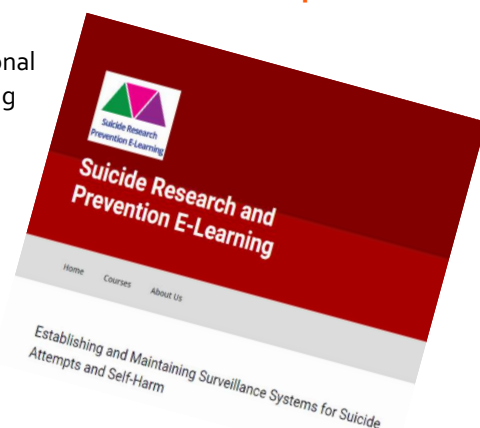 onal
g
Suicide Research
Prevention E-Learning
Suicide Research and
Prevention E-Learning
Home Courses About Us
Establishing and Maintaining Surveillance Systems for Suicide
Attempts and Self-Harm